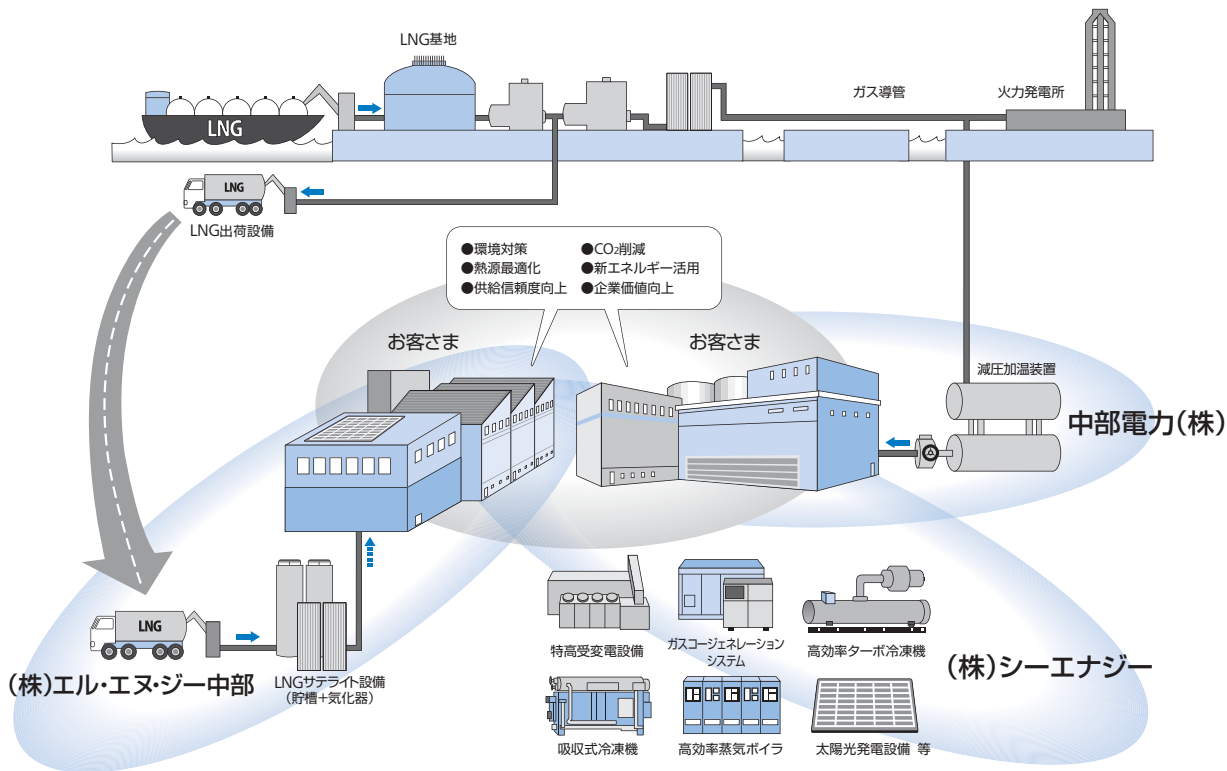 LNG基地
LNG
ガス導管
火力発電所
LNG
LNG出荷設備
●環境対策
●CO₂削減
●熱源最適化
●新エネルギー活用
●供給信頼度向上
●企業価値向上
お客さま
お客さま
減圧加温装置
中部電力(株)
LNG
(株)エル・エヌ・ジー中部
LNGサテライト設備
(貯槽+気化器)
特高受変電設備
ガスコージェネレーション
システム
高効率ターボ冷凍機
(株)シーエナジー
吸収式冷凍機
高効率蒸気ボイラ
太陽光発電設備 等